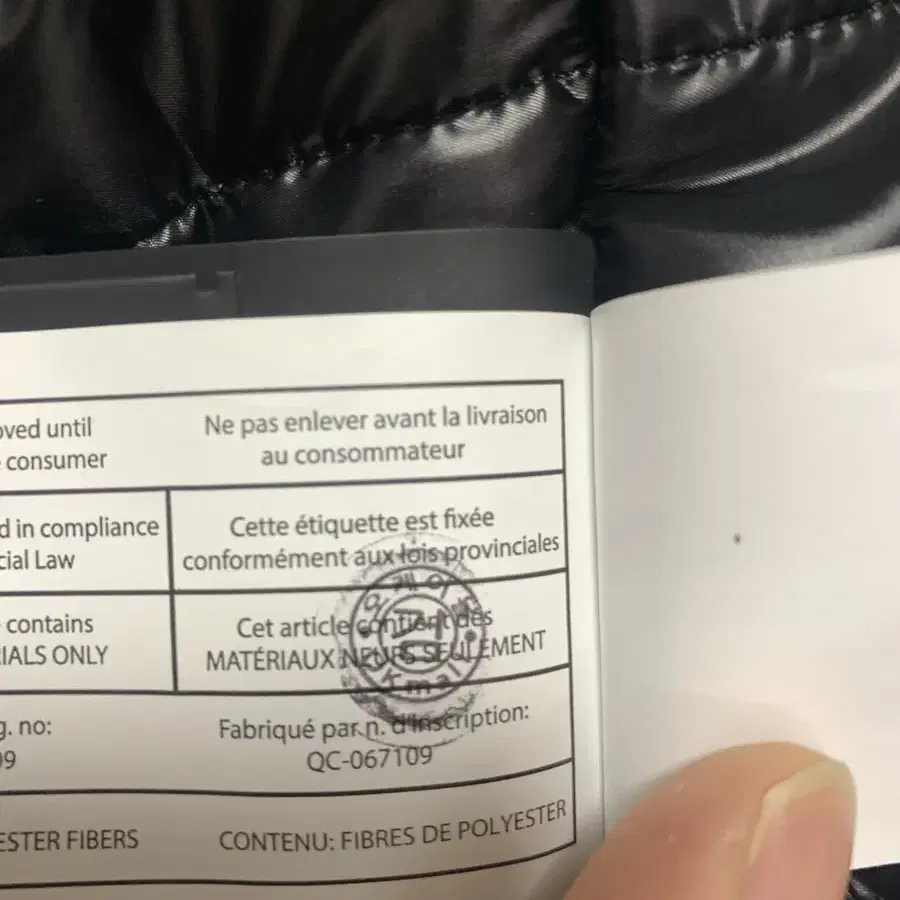 oved until
consumer
Ne pas enlever avant la livraison
au consommateur
d in compliance
cial Law
Cette étiquette est fixée
conformément aux lois provinciales
contains
IALS ONLY
Cet article contient des
MATÉRIAUX NEUFS SEULEMENT
g. no:
09
Fabriqué par n. d'inscription:
QC-067109
ESTER FIBERS
CONTENU: FIBRES DE POLYESTER